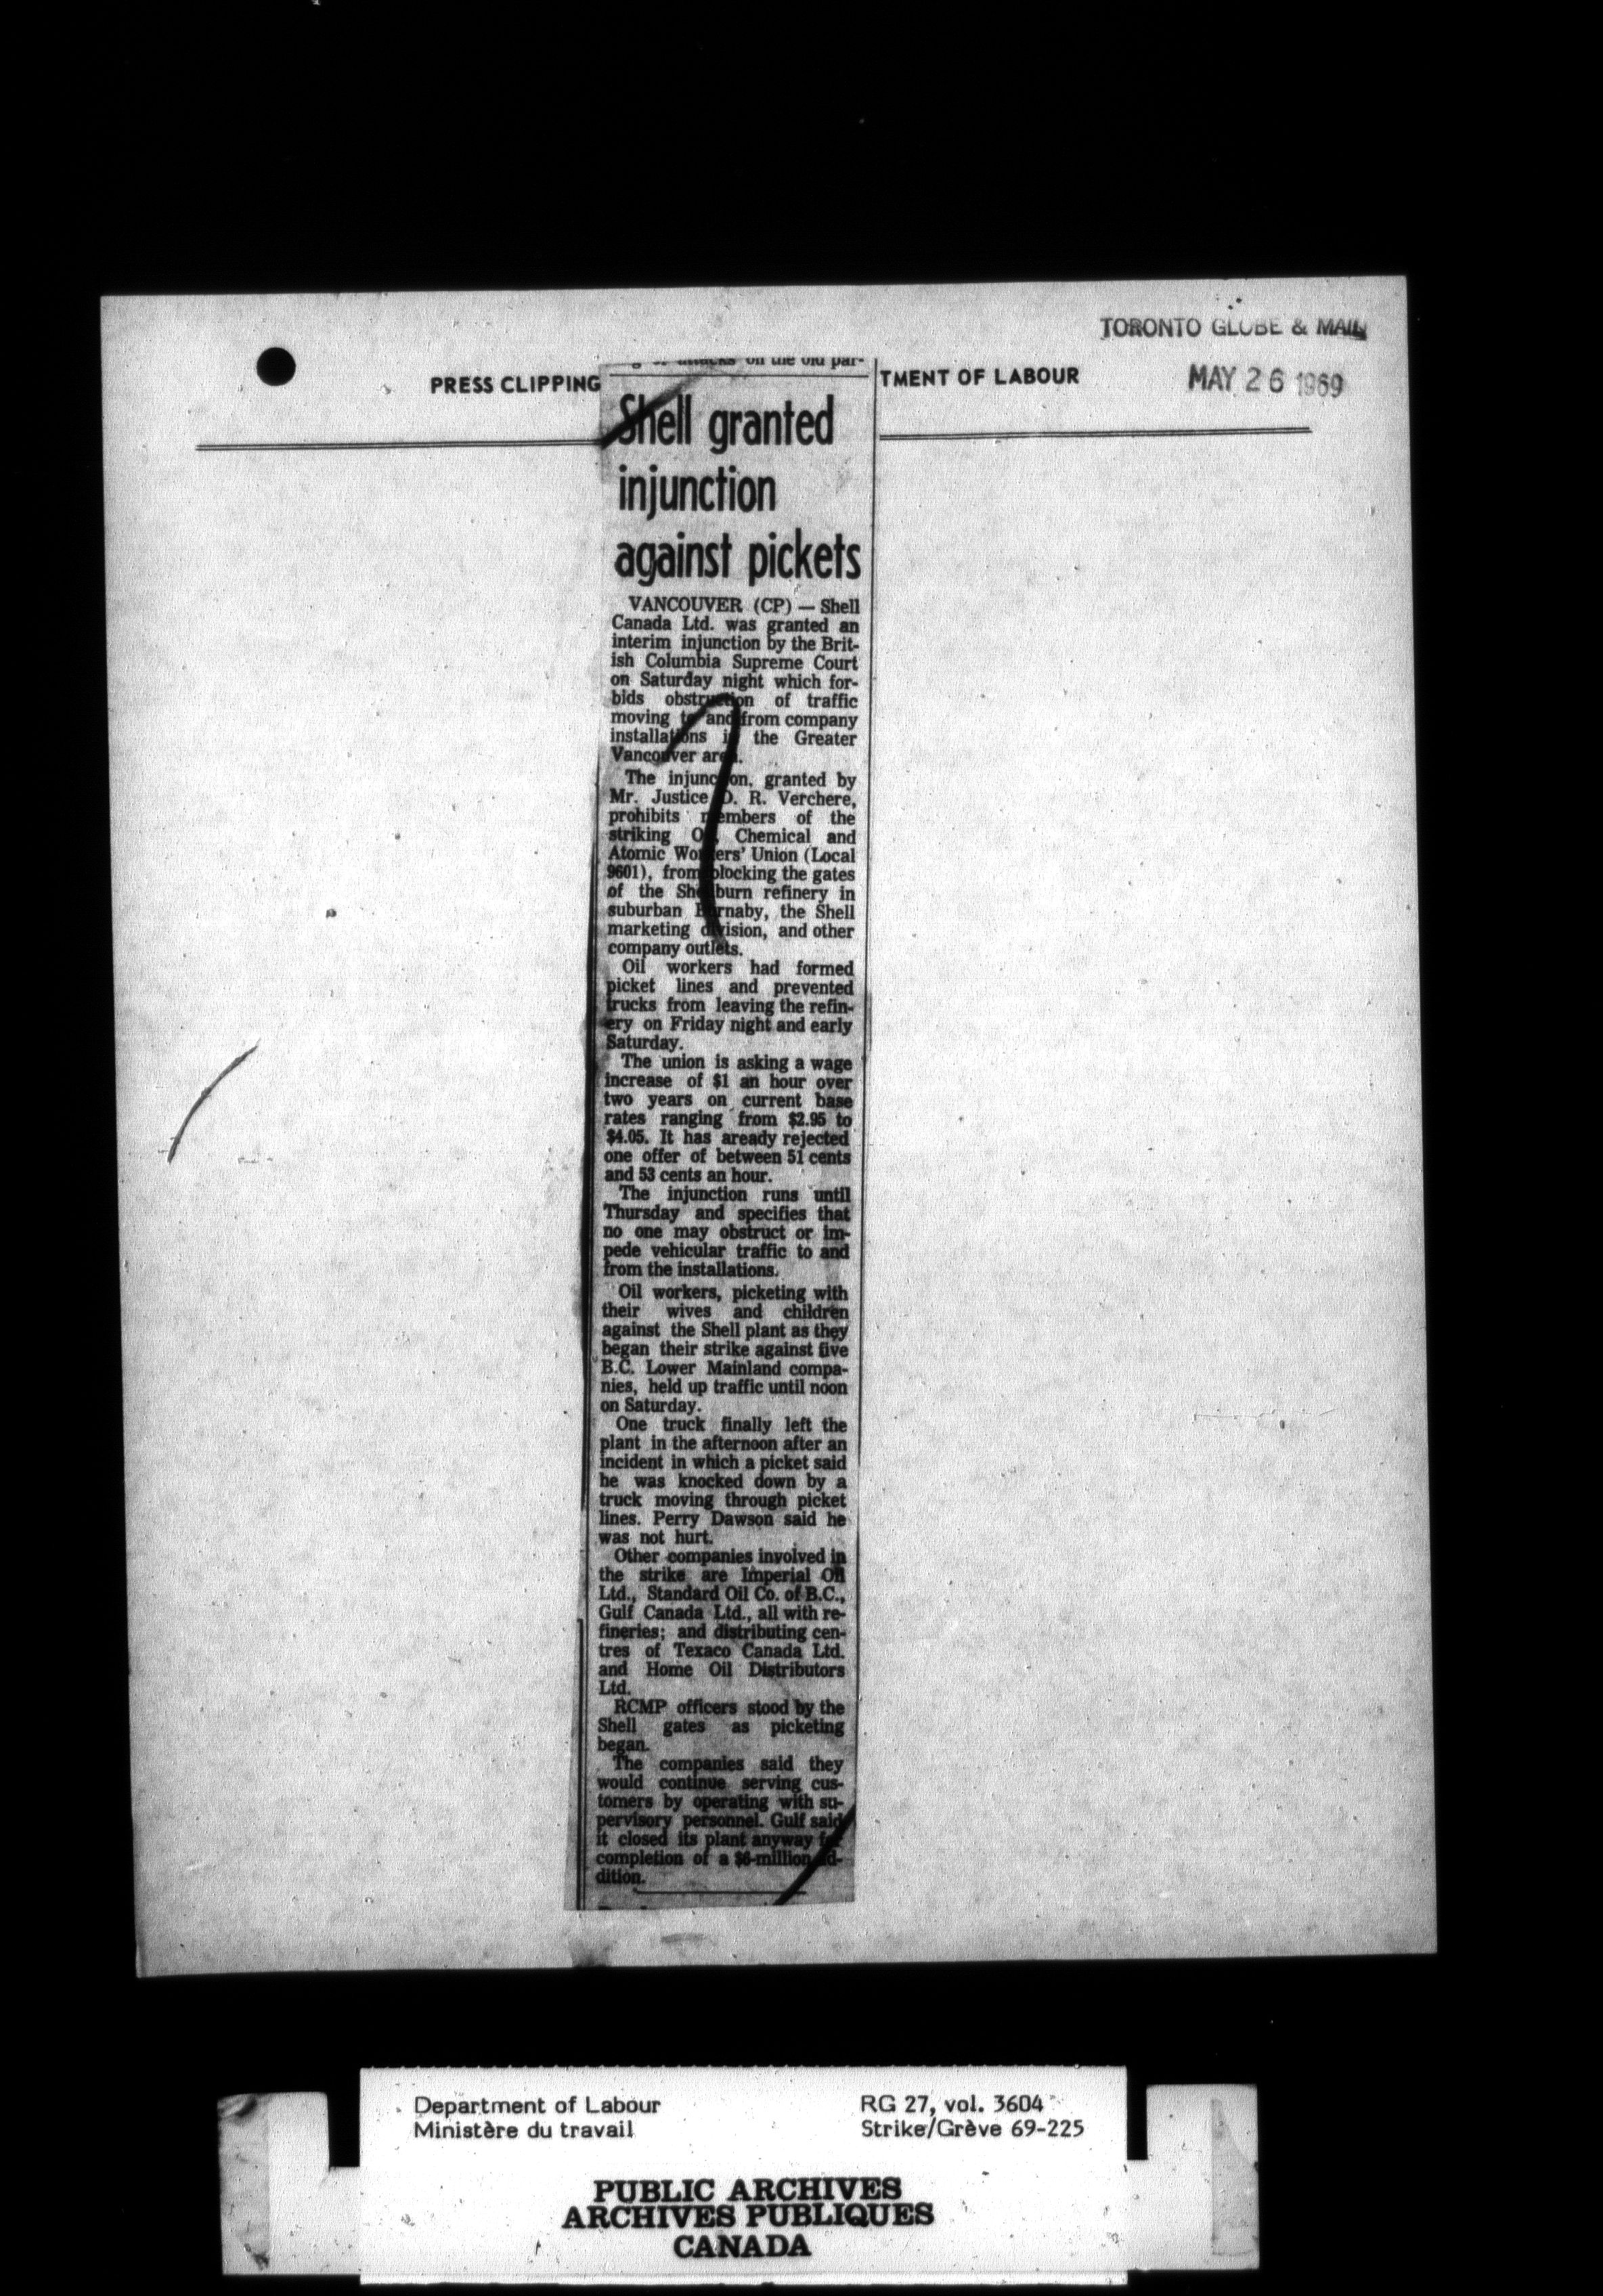 TORONTO GLOBE & MAIL
on the old par-
PRESS CLIPPING
TMENT OF LABOUR
MAY 26 1969
Shell granted
injunction
against pickets
VANCOUVER (CP) — Shell
Canada Ltd. was granted an
interim injunction by the Brit-
ish Columbia Supreme Court
on Saturday night which for-
bids obstruction of traffic
moving to and from company
installations in the Greater
Vancouver area.
The injunction, granted by
Mr. Justice D. R. Verchere,
prohibits members of the
striking Oil, Chemical and
Atomic Workers' Union (Local
9601), from blocking the gates
of the Shellburn refinery in
suburban Burnaby, the Shell
marketing division, and other
company outlets.
Oil workers had formed
picket lines and prevented
trucks from leaving the refin-
ery on Friday night and early
Saturday.
The union is asking a wage
increase of $1 an hour over
two years on current base
rates ranging from $2.95 to
$4.05. It has aready rejected
one offer of between 51 cents
and 53 cents an hour.
The injunction runs until
Thursday and specifies that
no one may obstruct or im-
pede vehicular traffic to and
from the installations.
Oil workers, picketing with
their wives and children
against the Shell plant as they
began their strike against five
B.C. Lower Mainland compa-
nies, held up traffic until noon
on Saturday.
One truck finally left the
plant in the afternoon after an
incident in which a picket said
he was knocked down by a
truck moving through picket
lines. Perry Dawson said he
was not hurt.
Other companies involved in
the strike are Imperial Oil
Ltd., Standard Oil Co. of B.C.,
Gulf Canada Ltd., all with re-
fineries; and distributing cen-
tres of Texaco Canada Ltd.
and Home Oil Distributors
Ltd.
RCMP officers stood by the
Shell gates as picketing
began.
The companies said they
would continue serving cus-
tomers by operating with su-
pervisory personnel. Gulf said
it closed its plant anyway for
completion of a $6-million ad-
dition.
Department of Labour
Ministère du travail
RG 27, vol. 3604
Strike/Grève 69-225
PUBLIC ARCHIVES
ARCHIVES PUBLIQUES
CANADA